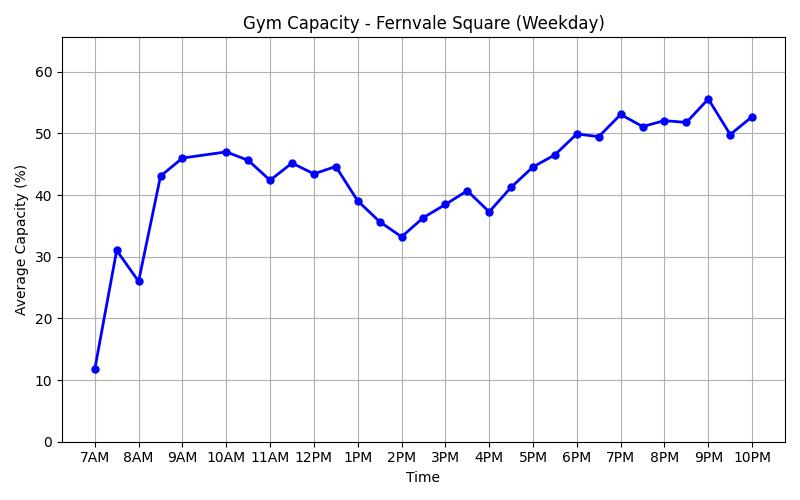 Gym Capacity - Fernvale Square (Weekday)
Average Capacity (%)
60
50
40
30
20
10
0
7AM 8AM 9AM 10AM 11AM 12PM 1PM 2PM 3PM 4PM 5PM 6PM 7PM 8PM 9PM 10PM
Time